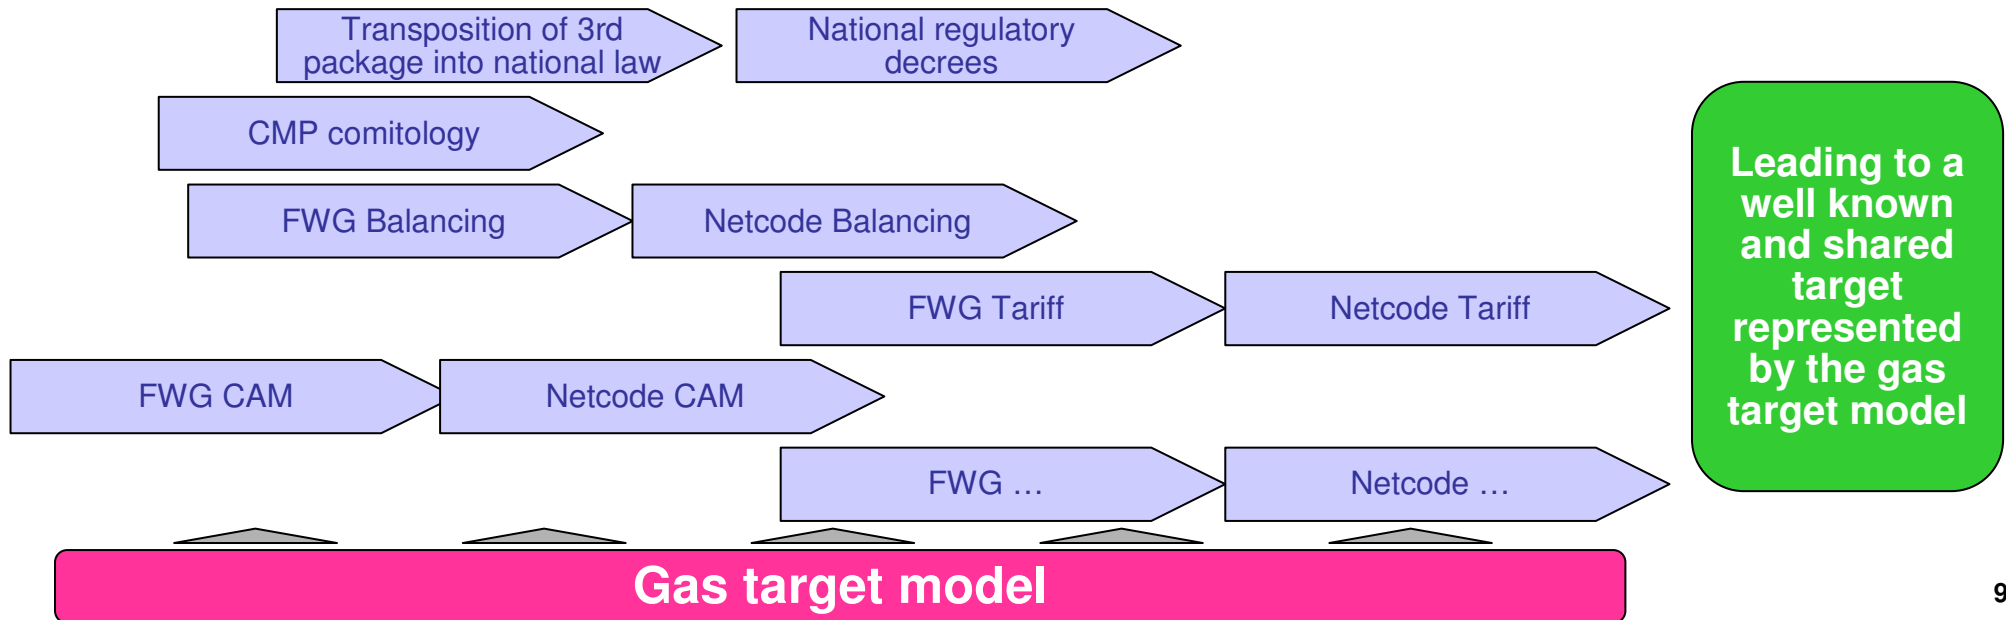 Transposition of 3rd
package into national law
National regulatory
decrees
CMP comitology
FWG Balancing
Netcode Balancing
FWG Tariff
Netcode Tariff
FWG CAM
Netcode CAM
FWG …
Netcode …
Leading to a
well known
and shared
target
represented
by the gas
target model
Gas target model
9